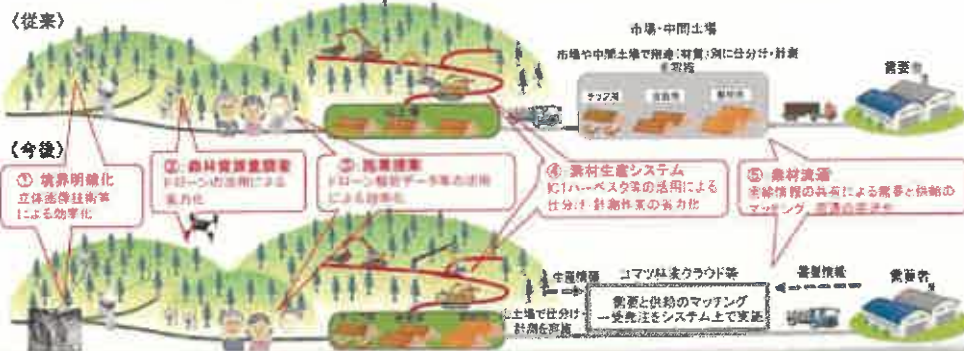 〈従来〉
市場・中間土場
市場や中間土場で用途(材質)別に仕分け・計測
を実施
需要者
チップ用
合板用
製材用
〈今後〉
① 境界明確化
立体画像技術等
による効率化
② 森林資源量調査
ドローンの活用による
省力化
③ 施業提案
ドローン撮影データ等の活用
による効率化
④ 素材生産システム
ICTハーベスタ等の活用による
仕分け・計測作業の省力化
⑤ 素材流通
需給情報の共有による需要と供給の
マッチング
生産情報
コマツ林業クラウド等
需要情報
需要者
需要と供給のマッチング
受発注をシステム上で実施
土場で仕分け・
計測を実施